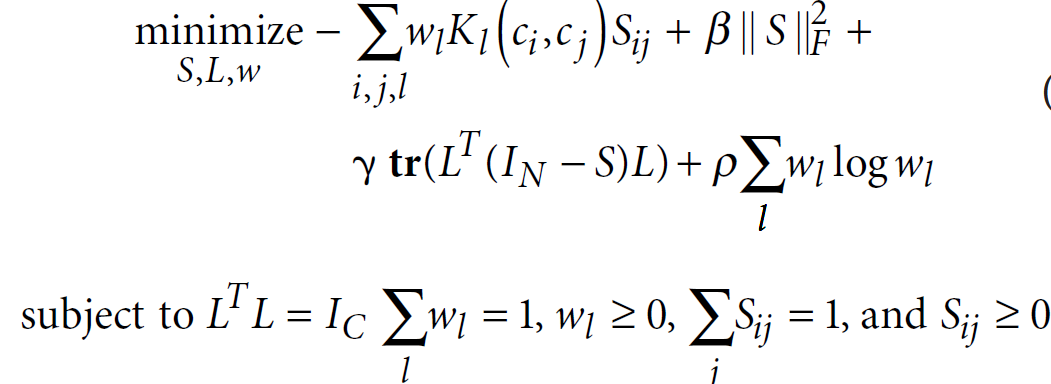 minimize − ∑ w_l K_l (c_i, c_j) S_ij + β || S ||_F^2 +
S,L,w i,j,l (
γ tr(L^T (I_N − S)L) + ρ ∑ w_l log w_l
l
subject to L^T L = I_C ∑ w_l = 1, w_l ≥ 0, ∑ S_ij = 1, and S_ij ≥ 0
l j